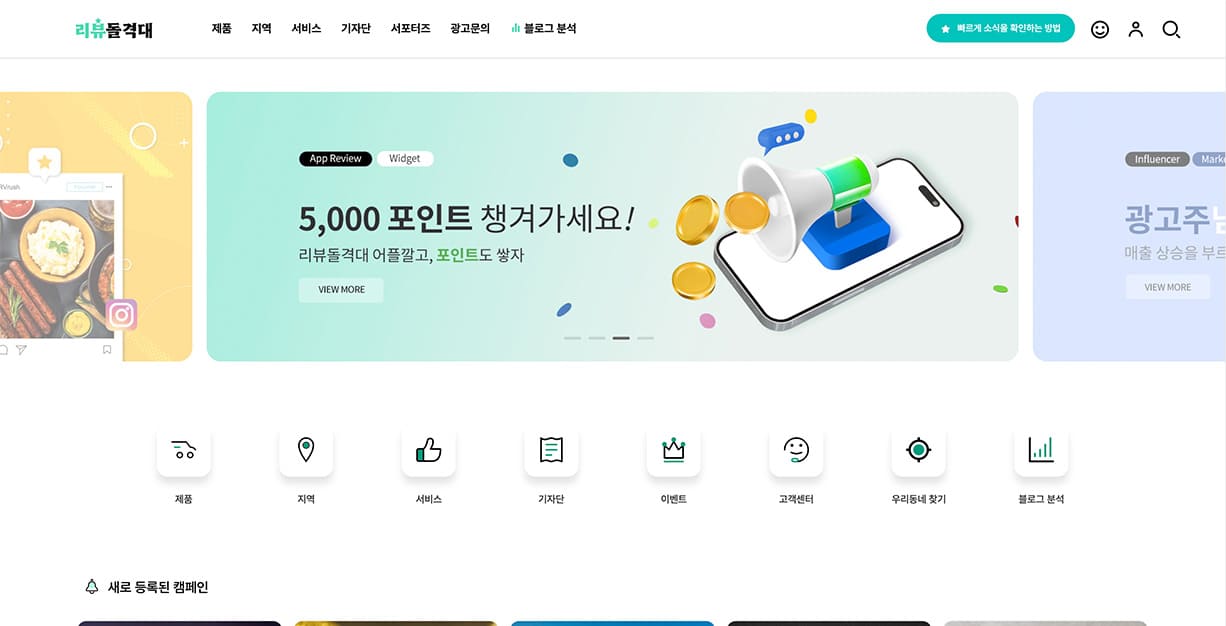 리뷰돌격대
제품 지역 서비스 기자단 서포터즈 광고문의 블로그 분석
빠르게 소식을 확인하는 방법
App Review Widget
5,000 포인트 챙겨가세요!
리뷰돌격대 어플깔고, 포인트도 쌓자
VIEW MORE
Influencer
광고주
매출 상승을
VIEW MORE
제품 지역 서비스 기자단 이벤트 고객센터 우리동네 찾기 블로그 분석
새로 등록된 캠페인